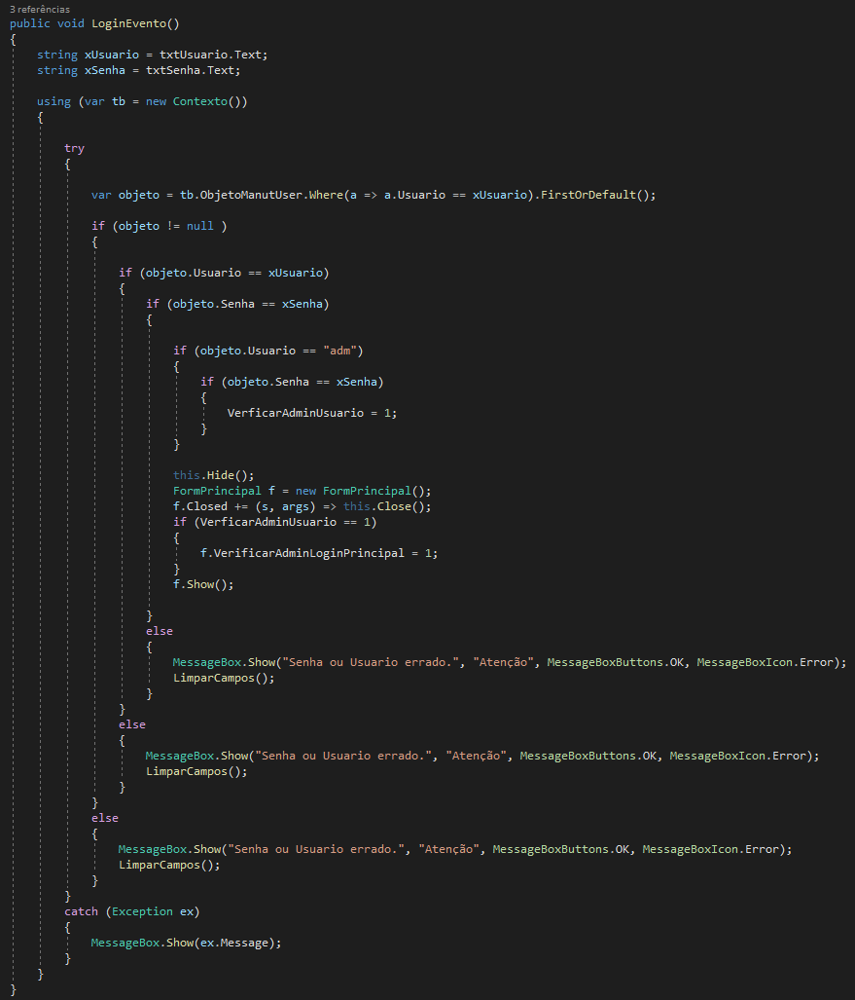 3 referências
public void LoginEvento()
{
string xUsuario = txtUsuario.Text;
string xSenha = txtSenha.Text;
using (var tb = new Contexto())
{
try
{
var objeto = tb.ObjetoManutUser.Where(a => a.Usuario == xUsuario).FirstOrDefault();
if (objeto != null )
{
if (objeto.Usuario == xUsuario)
{
if (objeto.Senha == xSenha)
{
if (objeto.Usuario == "adm")
{
if (objeto.Senha == xSenha)
{
VerficarAdminUsuario = 1;
}
}
this.Hide();
FormPrincipal f = new FormPrincipal();
f.Closed += (s, args) => this.Close();
if (VerficarAdminUsuario == 1)
{
f.VerificarAdminLoginPrincipal = 1;
}
f.Show();
}
else
{
MessageBox.Show("Senha ou Usuario errado.", "Atenção", MessageBoxButtons.OK, MessageBoxIcon.Error);
LimparCampos();
}
}
else
{
MessageBox.Show("Senha ou Usuario errado.", "Atenção", MessageBoxButtons.OK, MessageBoxIcon.Error);
LimparCampos();
}
}
else
{
MessageBox.Show("Senha ou Usuario errado.", "Atenção", MessageBoxButtons.OK, MessageBoxIcon.Error);
LimparCampos();
}
}
catch (Exception ex)
{
MessageBox.Show(ex.Message);
}
}
}